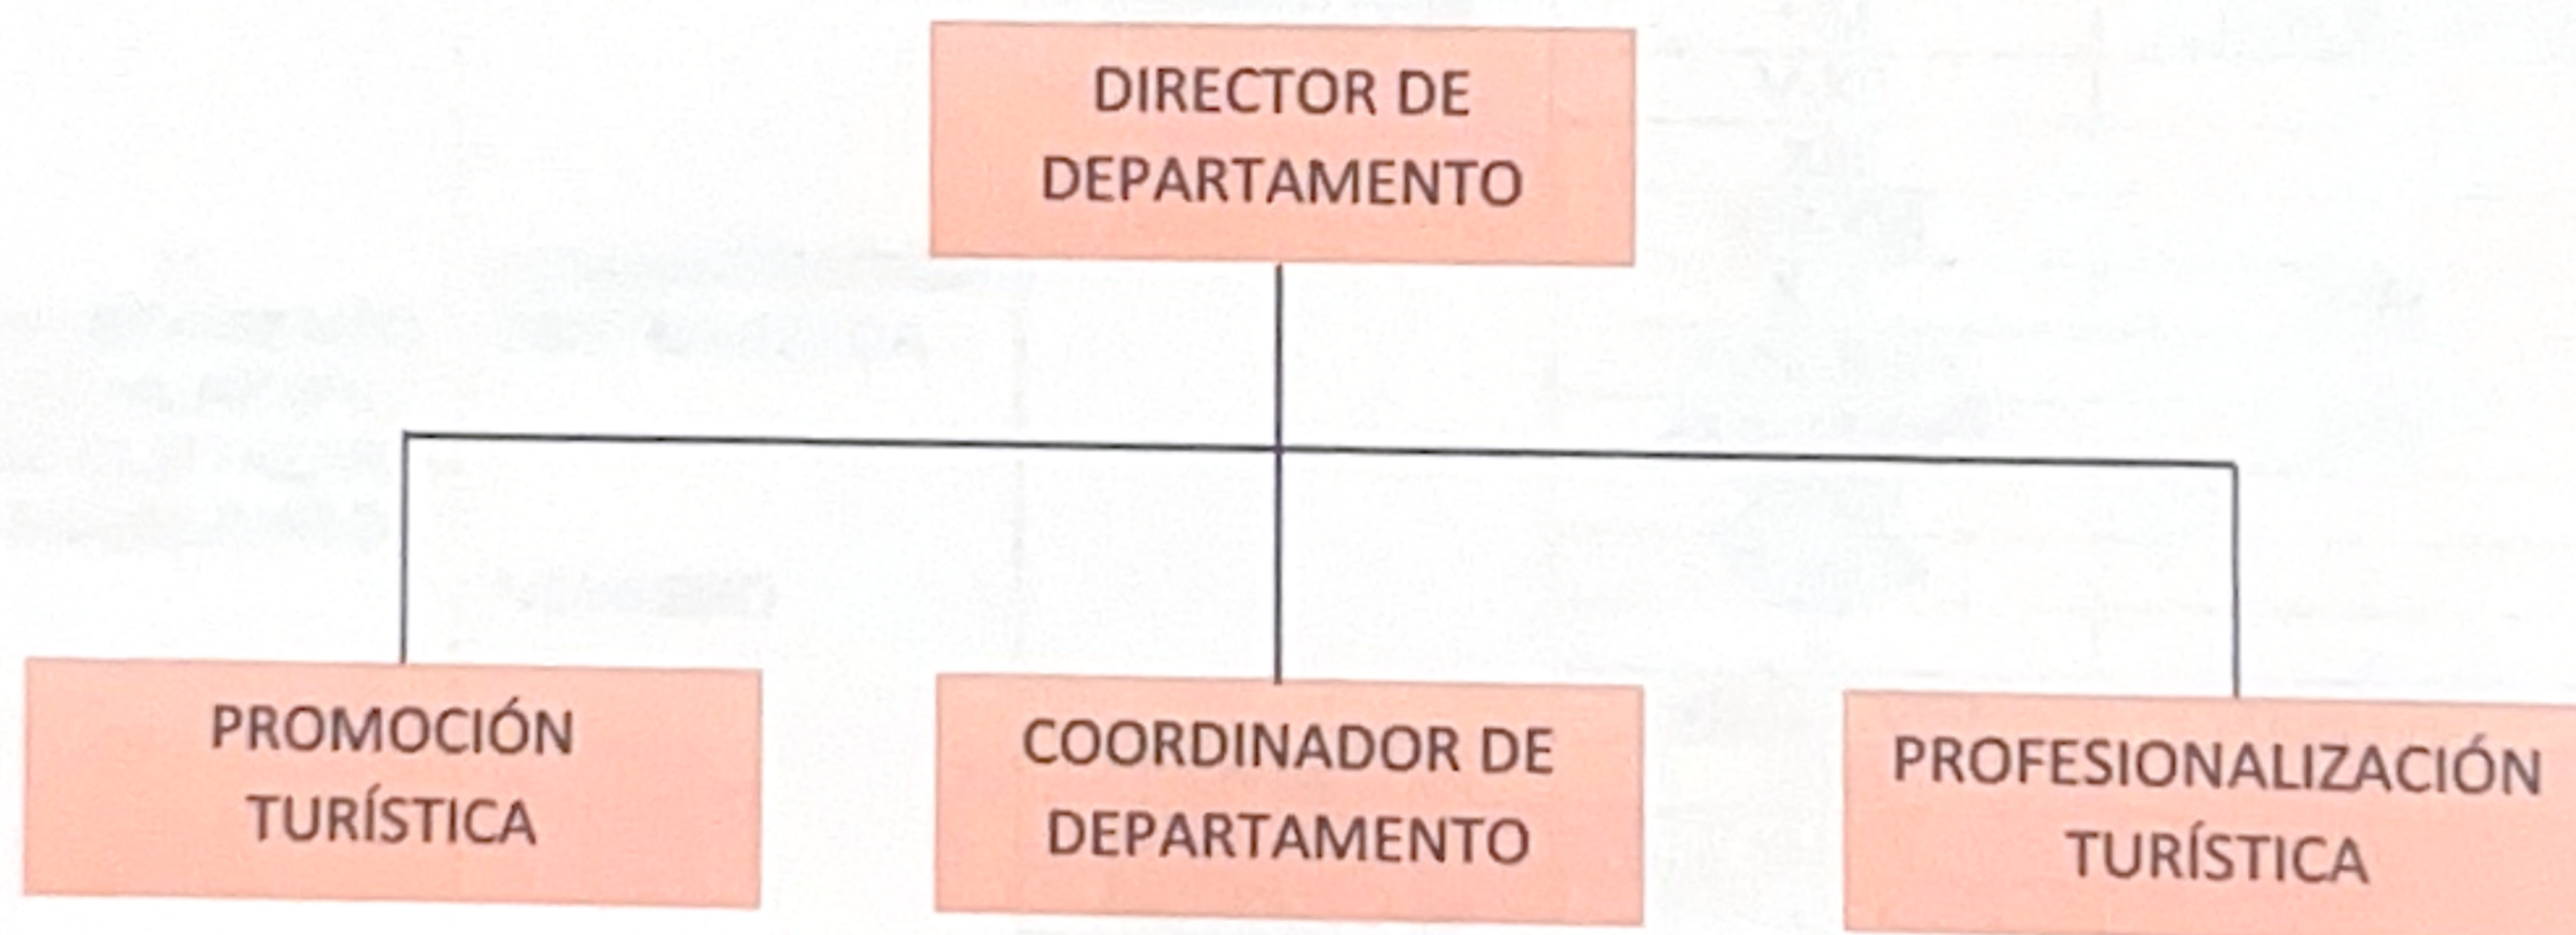 DIRECTOR DE
DEPARTAMENTO
PROMOCIÓN
TURÍSTICA
COORDINADOR DE
DEPARTAMENTO
PROFESIONALIZACIÓN
TURÍSTICA